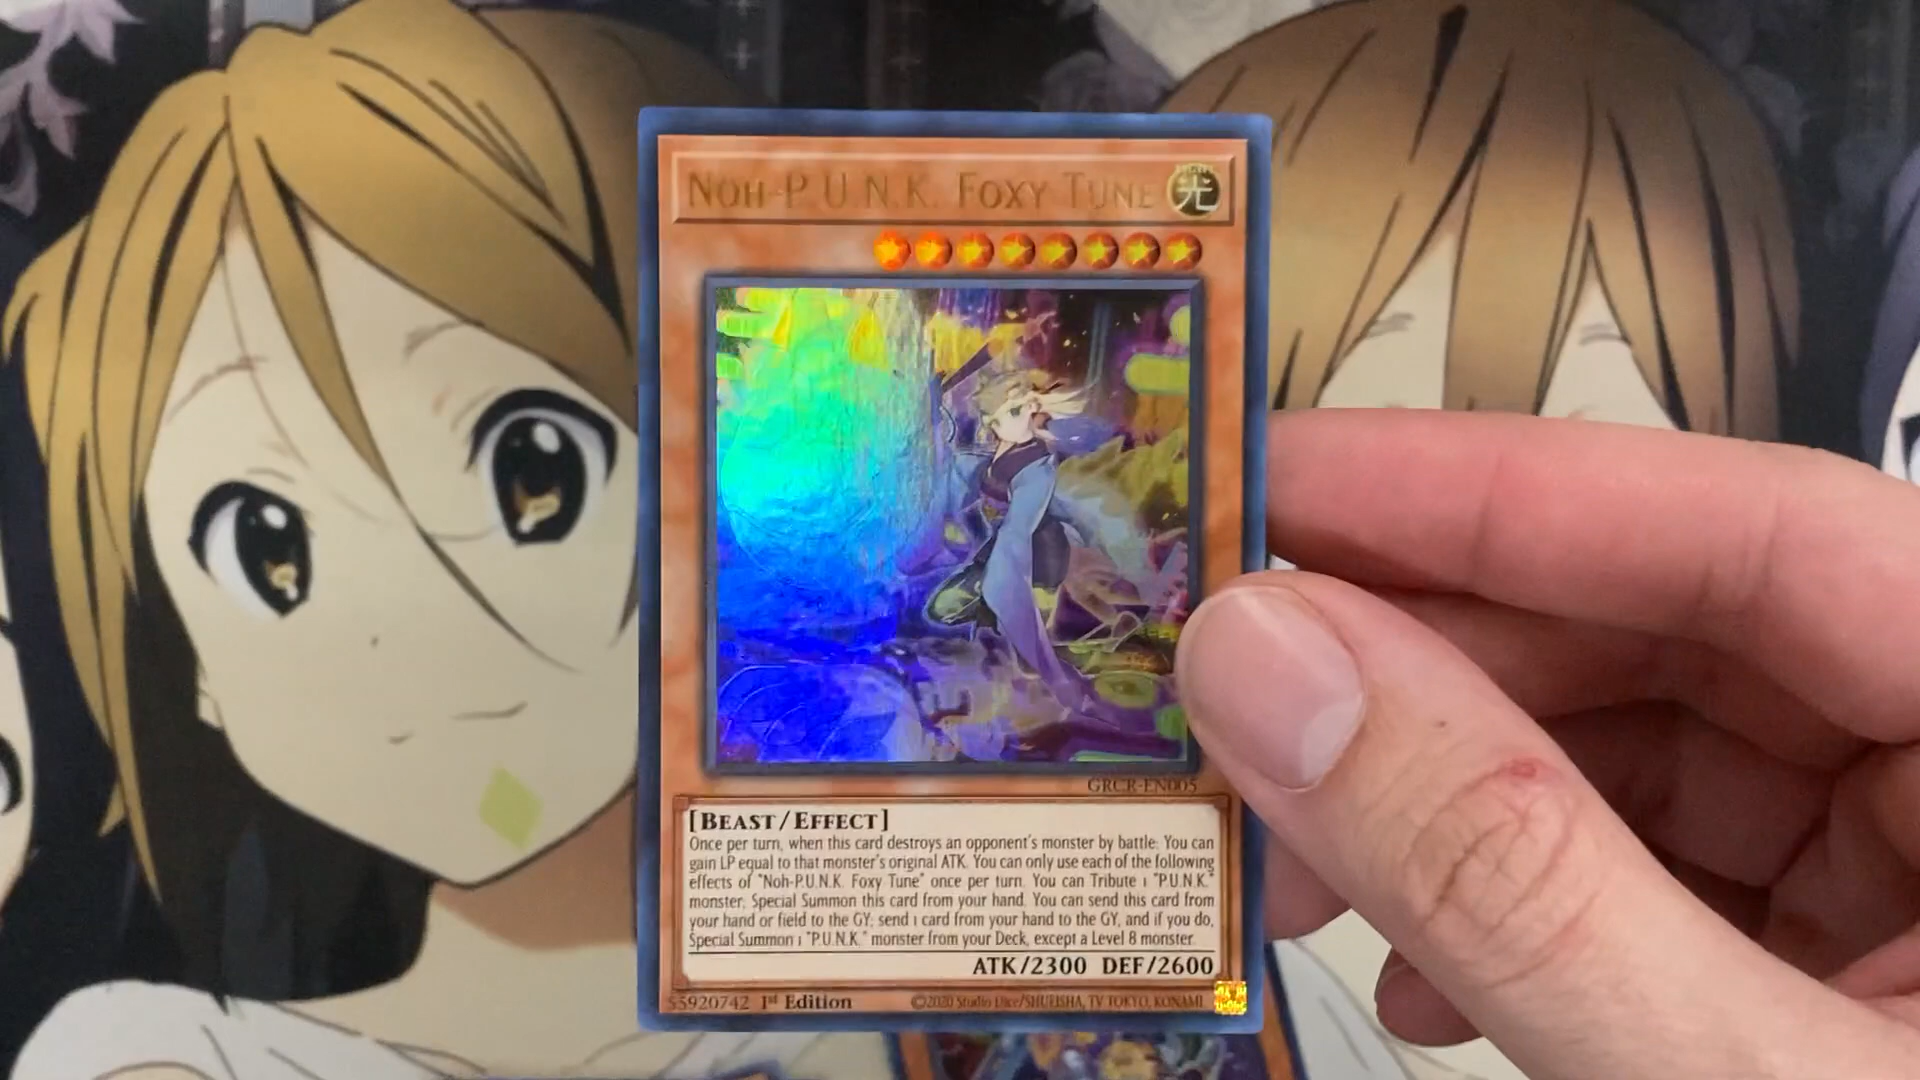 NOH-P.U.N.K. FOXY TUNE
LIGHT
光
GRCR-EN005
[BEAST/EFFECT]
Once per turn, when this card destroys an opponent's monster by battle: You can
gain LP equal to that monster's original ATK. You can only use each of the following
effects of "Noh-P.U.N.K. Foxy Tune" once per turn. You can Tribute 1 "P.U.N.K."
monster; Special Summon this card from your hand. You can send this card from
your hand or field to the GY; send 1 card from your hand to the GY, and if you do,
Special Summon 1 "P.U.N.K." monster from your Deck, except a Level 8 monster.
ATK/2300 DEF/2600
55920742 1st Edition ©2020 Studio Dice/SHUEISHA, TV TOKYO, KONAMI